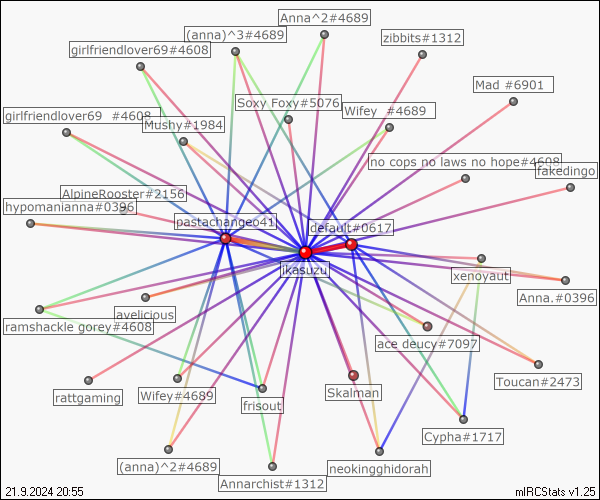 Anna^2#4689
(anna)^3#4689
zibbits#1312
girlfriendlover69#4608
Mad #6901
Soxy Foxy#5076
Wifey  #4689
girlfriendlover69  #4608
Mushy#1984
no cops no laws no hope#4608
fakedingo
AlpineRooster#2156
hypomanianna#0396
pastachangeo41
default#0617
jkasuzu
xenoyaut
Anna.#0396
avelicious
ramshackle gorey#4608
ace deucy#7097
Toucan#2473
rattgaming
Wifey#4689
Skalman
frisout
Cypha#1717
(anna)^2#4689
neokingghidorah
Annarchist#1312
21.9.2024 20:55
mIRCStats v1.25